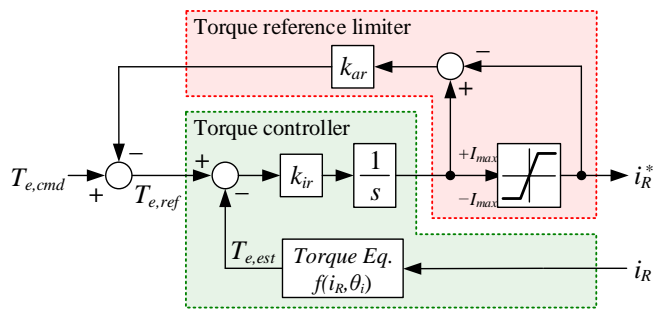 Torque reference limiter
k_ar
−
+
Torque controller
−
T_e,cmd
+
T_e,ref
+
−
k_ir
1
s
+I_max
−I_max
i_R^*
T_e,est
Torque Eq.
f(i_R,θ_i)
i_R